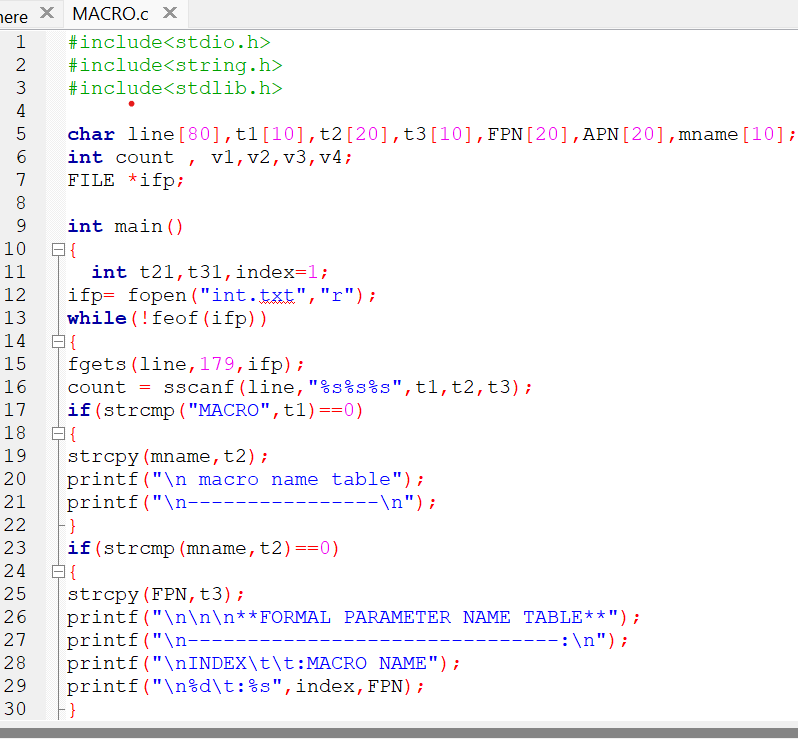 nere × MACRO.c ×
1 #include<stdio.h>
2 #include<string.h>
3 #include<stdlib.h>
4
5 char line[80],t1[10],t2[20],t3[10],FPN[20],APN[20],mname[10];
6 int count , v1,v2,v3,v4;
7 FILE *ifp;
8
9 int main()
10 {
11 int t21,t31,index=1;
12 ifp= fopen("int.txt","r");
13 while(!feof(ifp))
14 {
15 fgets(line,179,ifp);
16 count = sscanf(line,"%s%s%s",t1,t2,t3);
17 if(strcmp("MACRO",t1)==0)
18 {
19 strcpy(mname,t2);
20 printf("\n macro name table");
21 printf("\n----------------\n");
22 }
23 if(strcmp(mname,t2)==0)
24 {
25 strcpy(FPN,t3);
26 printf("\n\n\n**FORMAL PARAMETER NAME TABLE**");
27 printf("\n-------------------------------:\n");
28 printf("\nINDEX\t\t:MACRO NAME");
29 printf("\n%d\t:%s",index,FPN);
30 }